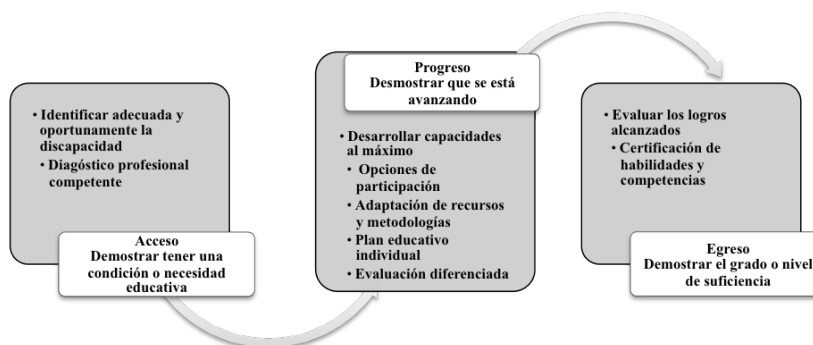 • Identificar adecuada y
oportunamente la
discapacidad
• Diagóstico profesional
competente
Acceso
Demostrar tener una
condición o necesidad
educativa
Progreso
Desmostrar que se está
avanzando
• Desarrollar capacidades
al máximo
• Opciones de
participación
• Adaptación de recursos
y metodologías
• Plan educativo
individual
• Evaluación diferenciada
• Evaluar los logros
alcanzados
• Certificación de
habilidades y
competencias
Egreso
Demostrar el grado o nivel
de suficiencia